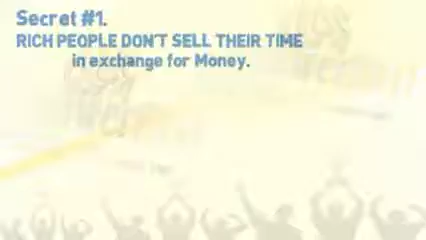 Secret #1.
RICH PEOPLE DON'T SELL THEIR TIME
in exchange for Money.